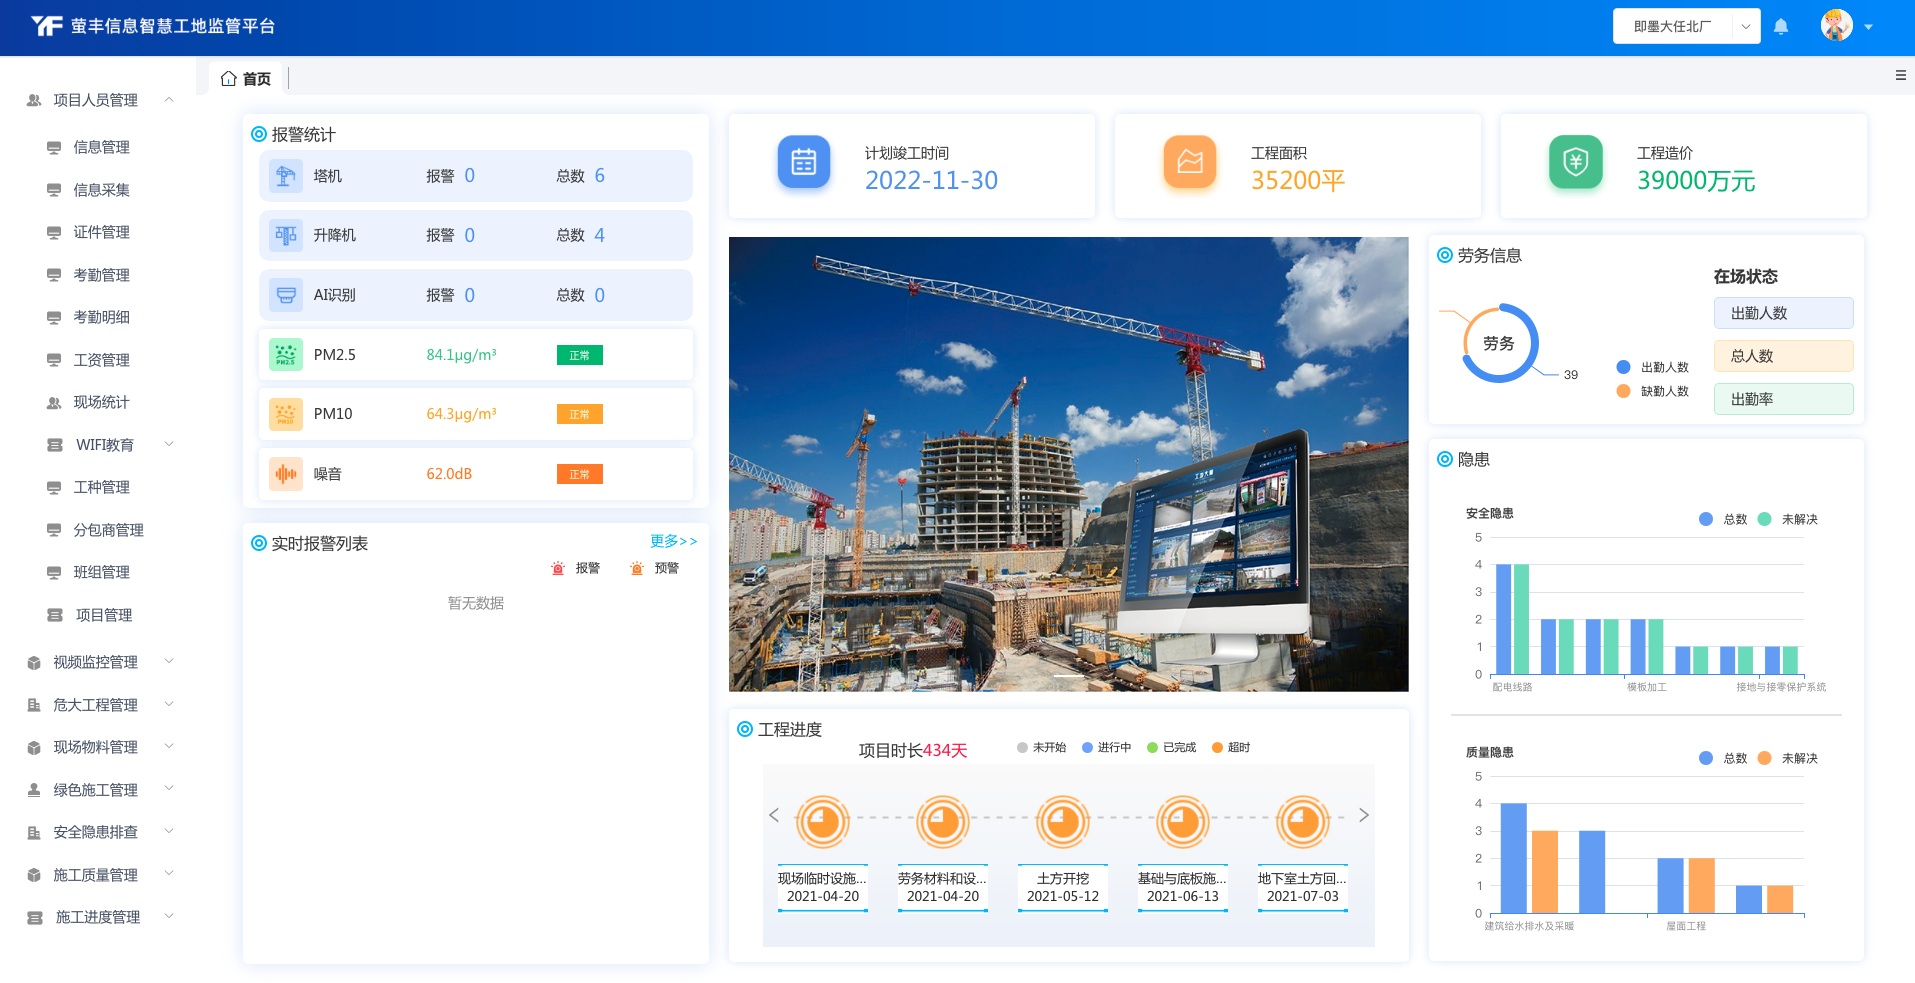 YF 萤丰信息智慧工地监管平台
即墨大任北厂
首页
项目人员管理
信息管理
信息采集
证件管理
考勤管理
考勤明细
工资管理
现场统计
WIFI教育
工种管理
分包商管理
班组管理
项目管理
视频监控管理
危大工程管理
现场物料管理
绿色施工管理
安全隐患排查
施工质量管理
施工进度管理
报警统计
塔机 报警 0 总数 6
升降机 报警 0 总数 4
AI识别 报警 0 总数 0
PM2.5 84.1μg/m³ 正常
PM10 64.3μg/m³ 正常
噪音 62.0dB 正常
实时报警列表
更多>>
报警 预警
暂无数据
计划竣工时间
2022-11-30
工程面积
35200平
工程造价
39000万元
工程进度
项目时长434天
未开始 进行中 已完成 超时
现场临时设施...
2021-04-20
劳务材料和设...
2021-04-20
土方开挖
2021-05-12
基础与底板施...
2021-06-13
地下室土方回...
2021-07-03
劳务信息
劳务
39
出勤人数
缺勤人数
在场状态
出勤人数
总人数
出勤率
隐患
安全隐患
总数 未解决
5
4
3
2
1
0
配电线路 模板加工 接地与接零保护系统
质量隐患
总数 未解决
5
4
3
2
1
0
建筑给水排水及采暖 屋面工程